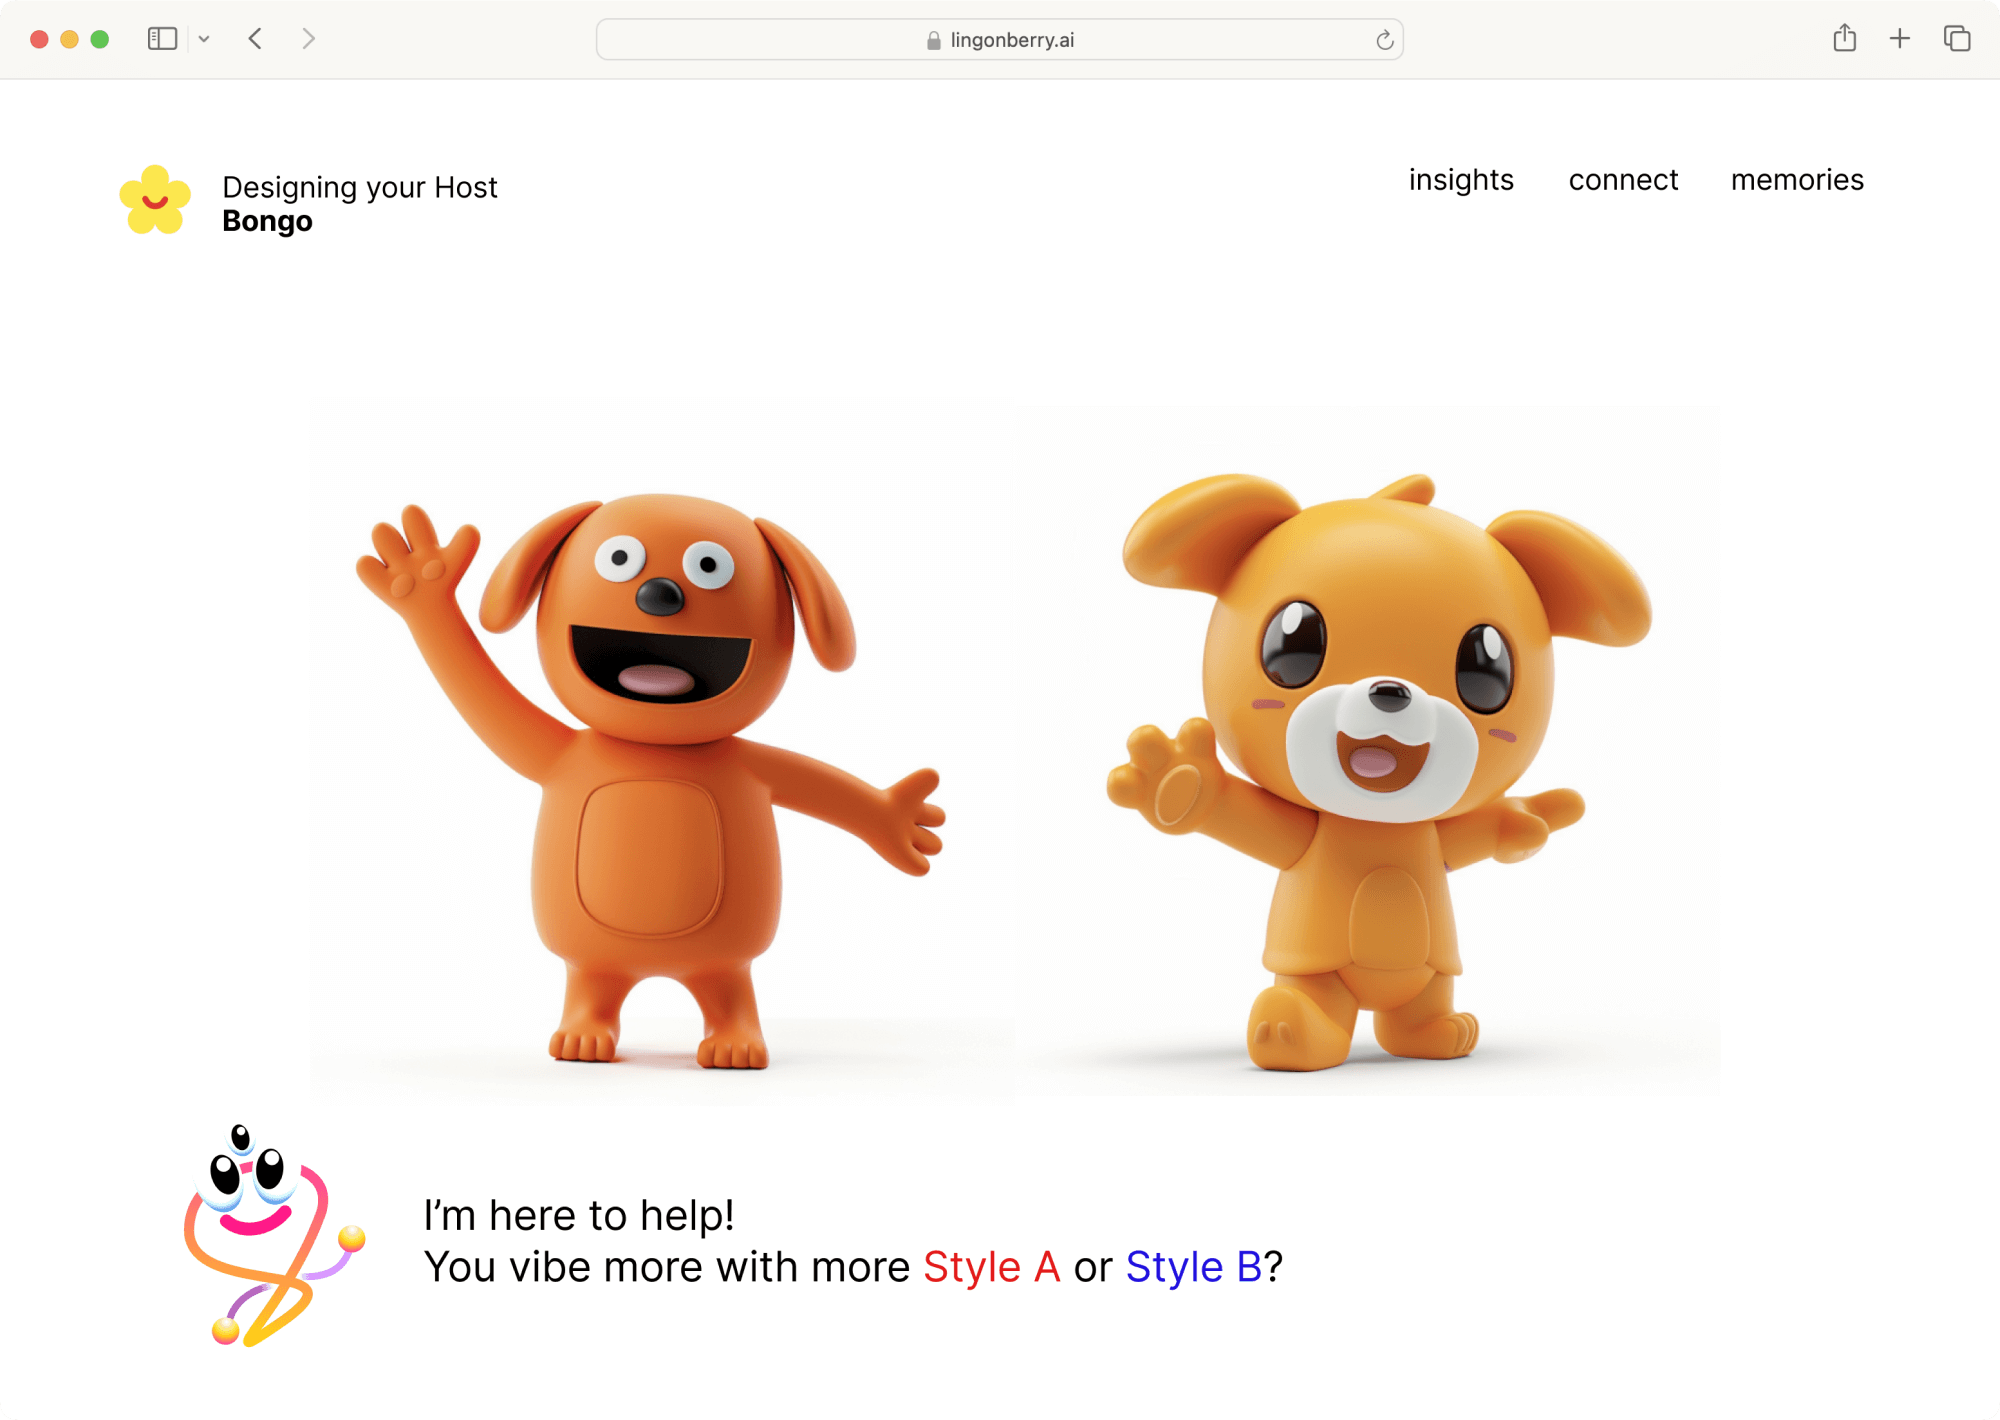 lingonberry.ai
Designing your Host
Bongo
insights
connect
memories
I’m here to help!
You vibe more with more Style A or Style B?